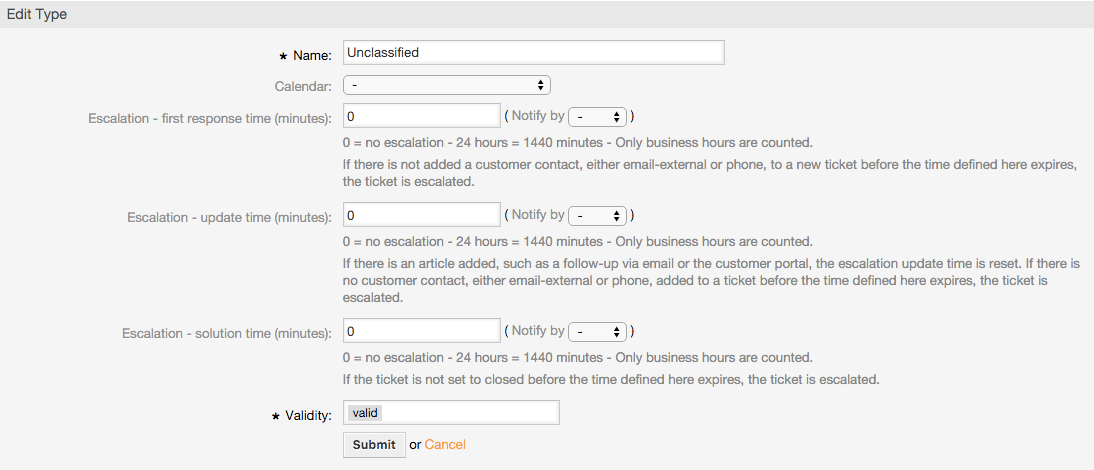 Edit Type
★ Name: Unclassified
Calendar: -
Escalation - first response time (minutes): 0 ( Notify by - )
0 = no escalation - 24 hours = 1440 minutes - Only business hours are counted.
If there is not added a customer contact, either email-external or phone, to a new ticket before the time defined here expires,
the ticket is escalated.
Escalation - update time (minutes): 0 ( Notify by - )
0 = no escalation - 24 hours = 1440 minutes - Only business hours are counted.
If there is an article added, such as a follow-up via email or the customer portal, the escalation update time is reset. If there is
no customer contact, either email-external or phone, added to a ticket before the time defined here expires, the ticket is
escalated.
Escalation - solution time (minutes): 0 ( Notify by - )
0 = no escalation - 24 hours = 1440 minutes - Only business hours are counted.
If the ticket is not set to closed before the time defined here expires, the ticket is escalated.
★ Validity: valid
Submit or Cancel